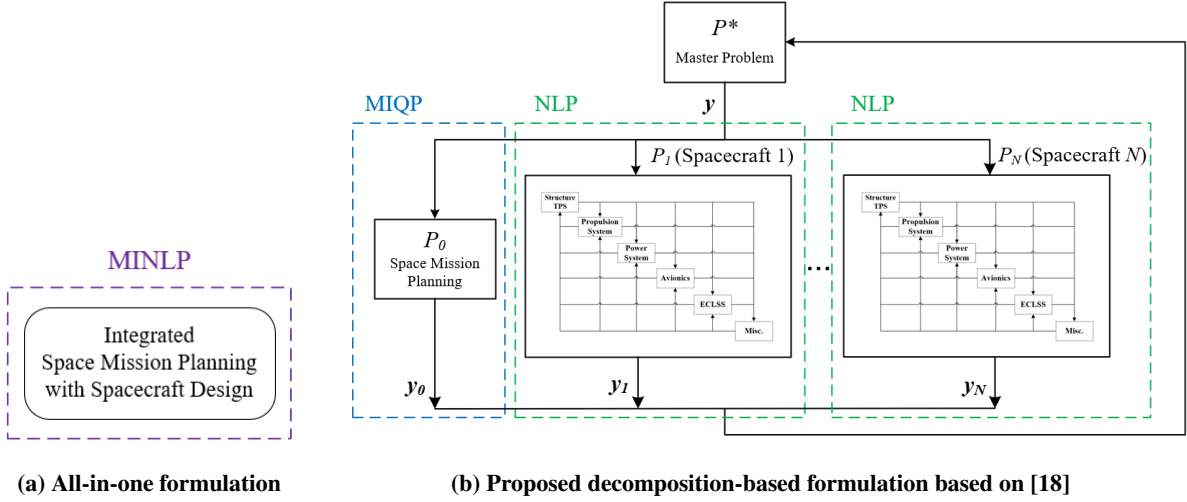 P*
Master Problem
y
MIQP
NLP
NLP
P₁ (Spacecraft 1)
P_N (Spacecraft N)
P₀
Space Mission
Planning
Structure
TPS
Propulsion
System
Power
System
Avionics
ECLSS
Misc.
...
Structure
TPS
Propulsion
System
Power
System
Avionics
ECLSS
Misc.
y₀
y₁
y_N
MINLP
Integrated
Space Mission Planning
with Spacecraft Design
(a) All-in-one formulation
(b) Proposed decomposition-based formulation based on [18]